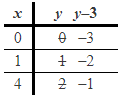 x y y–3
0 0 –3
1 1 –2
4 2 –1